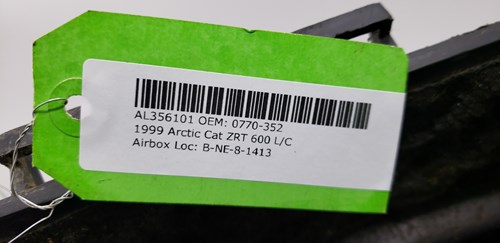 AL356101 OEM: 0770-352
1999 Arctic Cat ZRT 600 L/C
Airbox Loc: B-NE-8-1413